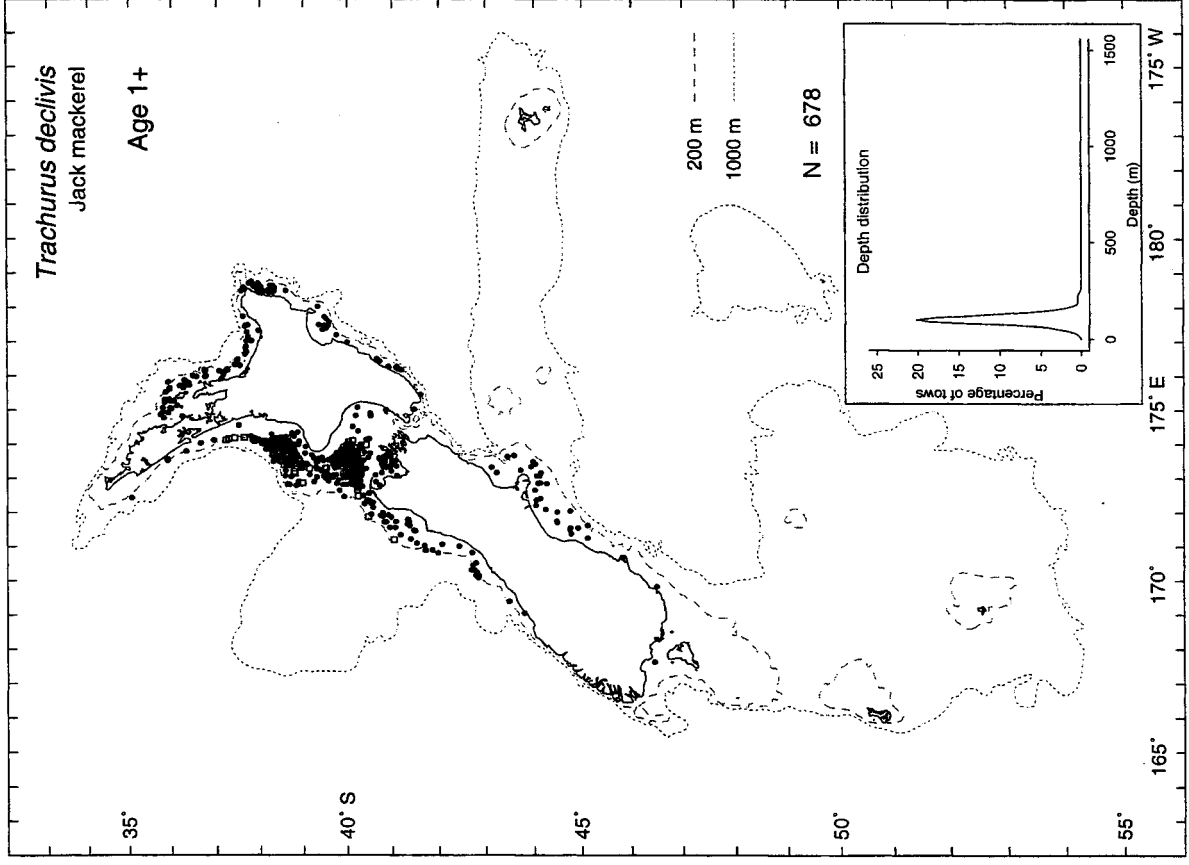 Trachurus declivis
Jack mackerel
Age 1+
35°
40° S
45°
50°
55°
165°
170°
175° E
180°
175° W
200 m
1000 m
N = 678
Depth distribution
Percentage of tows
25
20
15
10
5
0
0
500
1000
1500
Depth (m)